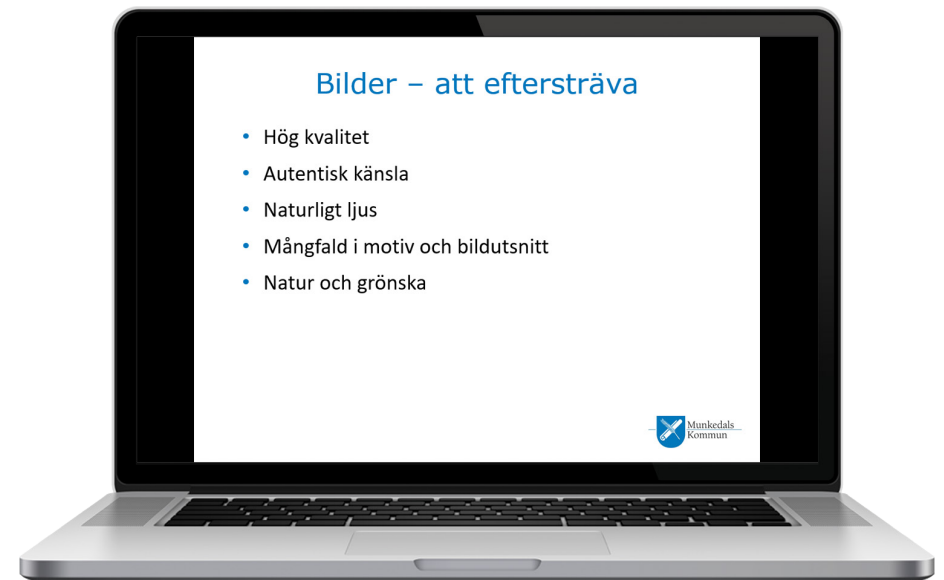 Bilder – att eftersträva
• Hög kvalitet
• Autentisk känsla
• Naturligt ljus
• Mångfald i motiv och bildutsnitt
• Natur och grönska
Munkedals
Kommun